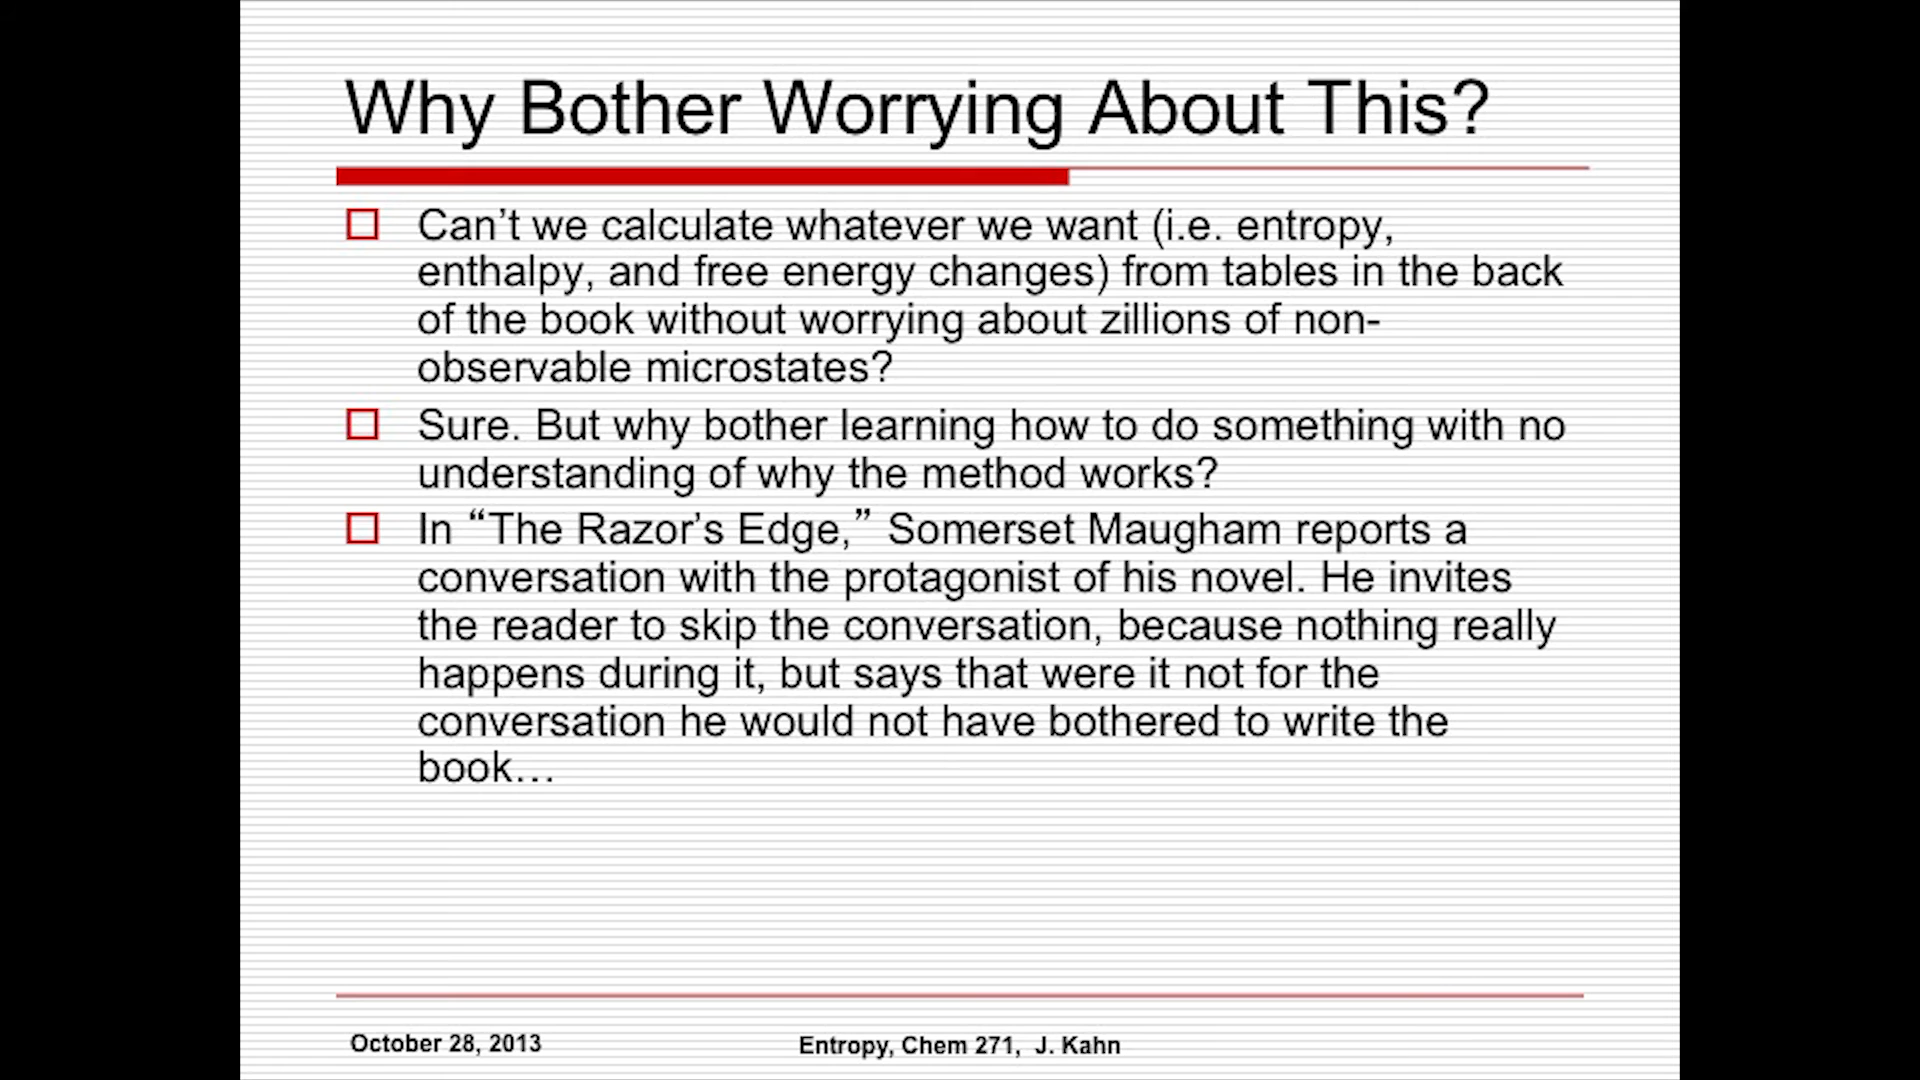 Why Bother Worrying About This?
Can’t we calculate whatever we want (i.e. entropy,
enthalpy, and free energy changes) from tables in the back
of the book without worrying about zillions of non-
observable microstates?
Sure. But why bother learning how to do something with no
understanding of why the method works?
In “The Razor’s Edge,” Somerset Maugham reports a
conversation with the protagonist of his novel. He invites
the reader to skip the conversation, because nothing really
happens during it, but says that were it not for the
conversation he would not have bothered to write the
book…
October 28, 2013
Entropy, Chem 271,  J. Kahn